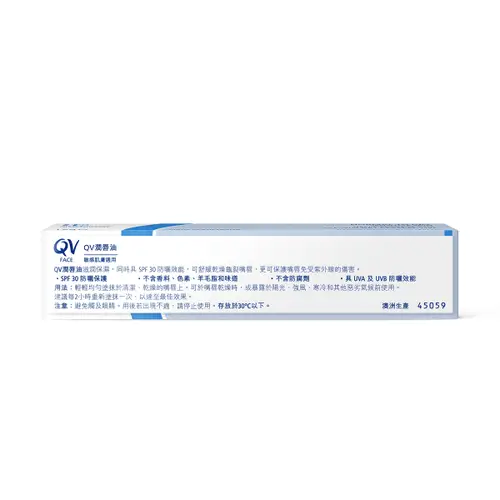 QV QV潤唇油
FACE 敏感肌膚適用
QV潤唇油滋潤保濕，同時具 SPF 30 防曬效能，可舒緩乾燥龜裂嘴唇，更可保護嘴唇免受紫外線的傷害。
• SPF 30 防曬保護 • 不含香料、色素、羊毛脂和味道 • 不含防腐劑 • 具 UVA 及 UVB 防曬效能
用法：輕輕均勻塗抹於清潔、乾燥的嘴唇上。可於嘴唇乾燥時，或暴露於陽光、強風、寒冷和其他惡劣氣候前使用。
建議每2小時重新塗抹一次，以達至最佳效果。
注意：避免觸及眼睛。用後若出現不適，請停止使用。存放於30℃以下。 澳洲生產 45059